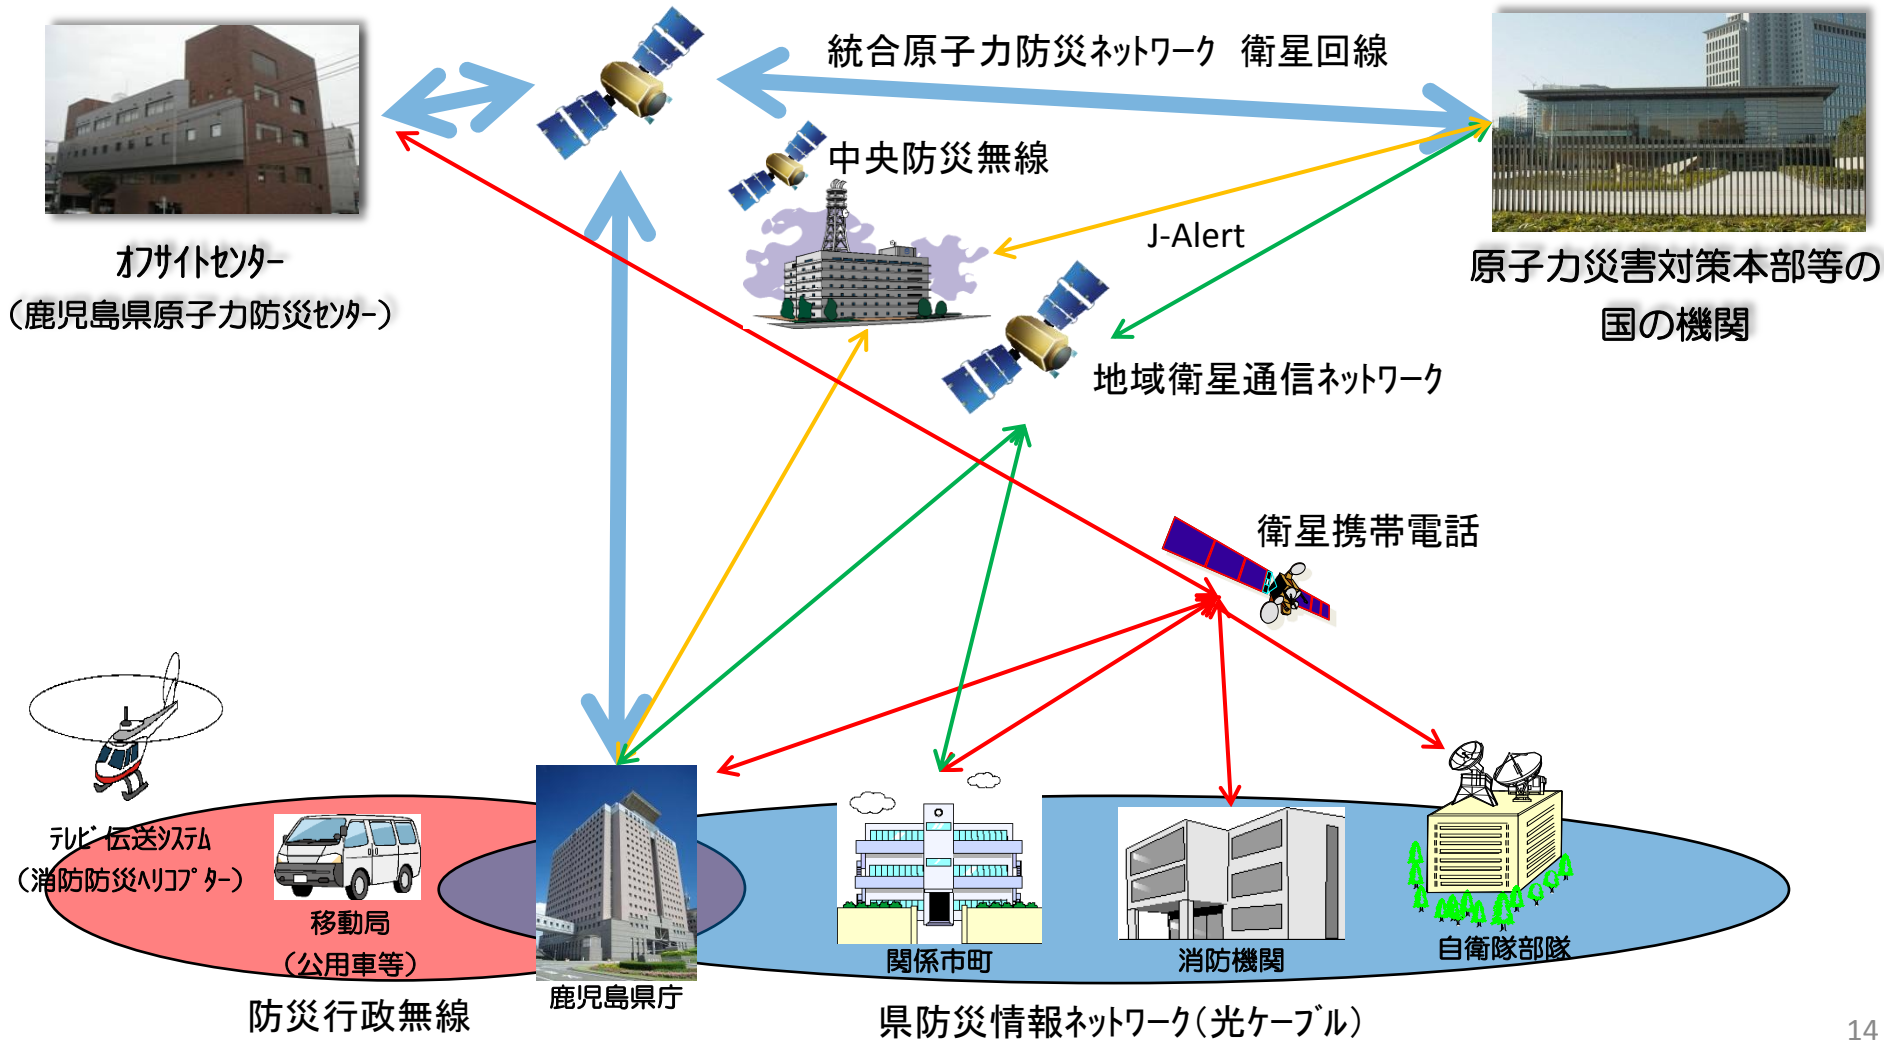 統合原子力防災ネットワーク　衛星回線
中央防災無線
J-Alert
オフサイトセンター
（鹿児島県原子力防災センター）
原子力災害対策本部等の
国の機関
地域衛星通信ネットワーク
衛星携帯電話
テレビ伝送システム
（消防防災ヘリコプター）
移動局
（公用車等）
関係市町
消防機関
自衛隊部隊
鹿児島県庁
防災行政無線
県防災情報ネットワーク（光ケーブル）
14